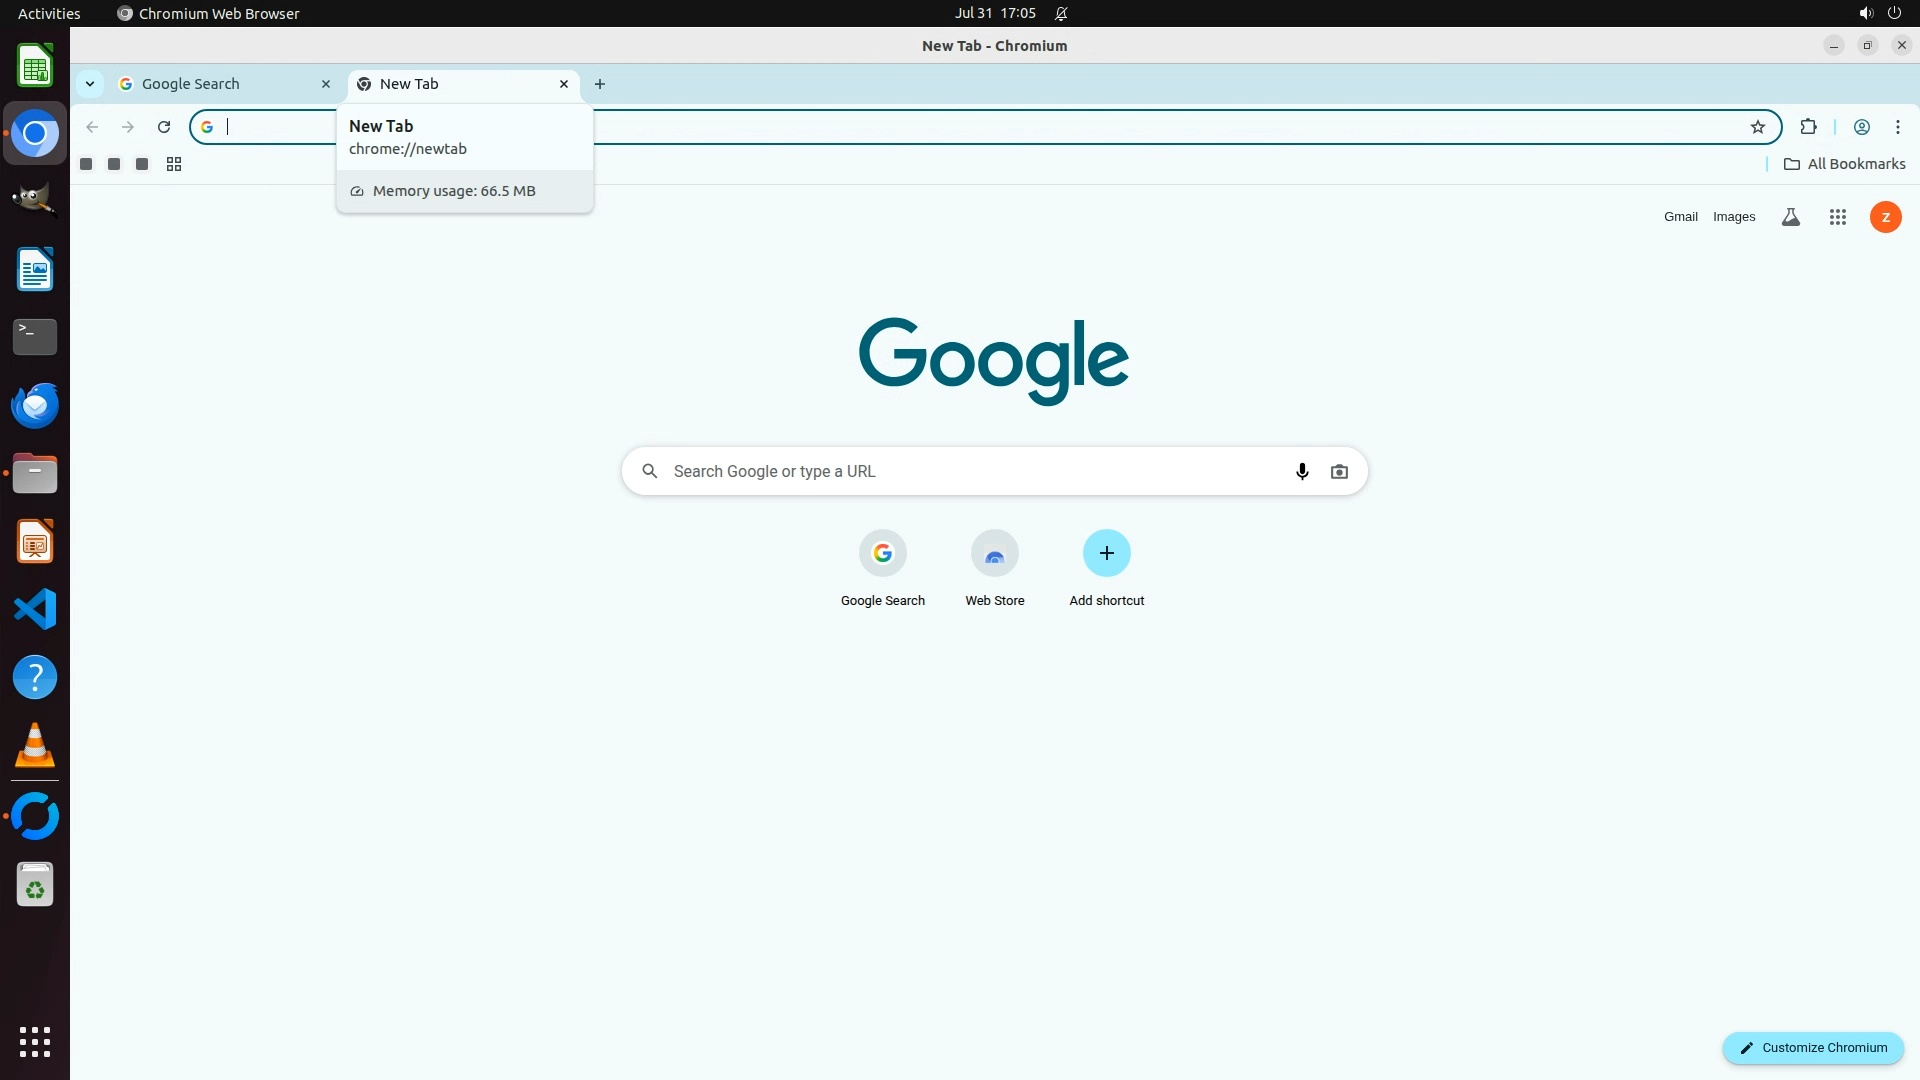 Activities
Chromium Web Browser
Jul 31 17:05
New Tab - Chromium
Google Search
New Tab
New Tab
chrome://newtab
Memory usage: 66.5 MB
All Bookmarks
Gmail
Images
z
Google
Search Google or type a URL
Google Search
Web Store
Add shortcut
Customize Chromium